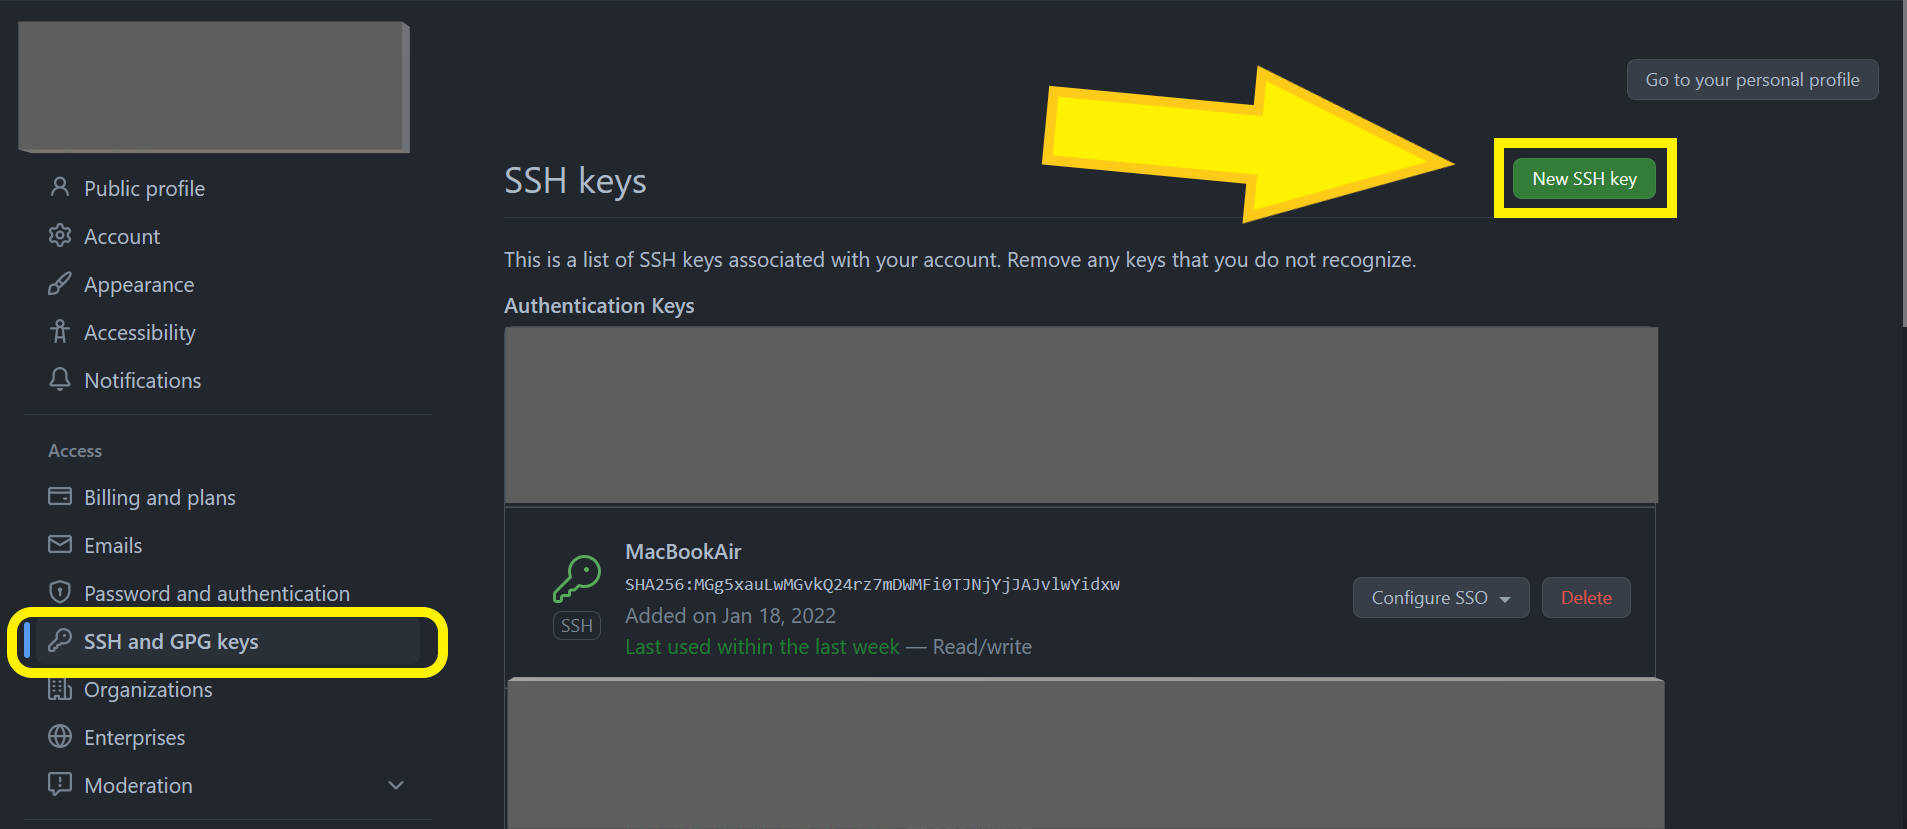 Go to your personal profile
Public profile
Account
Appearance
Accessibility
Notifications
Access
Billing and plans
Emails
Password and authentication
SSH and GPG keys
Organizations
Enterprises
Moderation
SSH keys
New SSH key
This is a list of SSH keys associated with your account. Remove any keys that you do not recognize.
Authentication Keys
MacBookAir
SHA256:MGg5xauLwMGvkQ24rz7mDWMFi0TJNjYjJAJvlwYidxw
SSH
Added on Jan 18, 2022
Last used within the last week — Read/write
Configure SSO
Delete